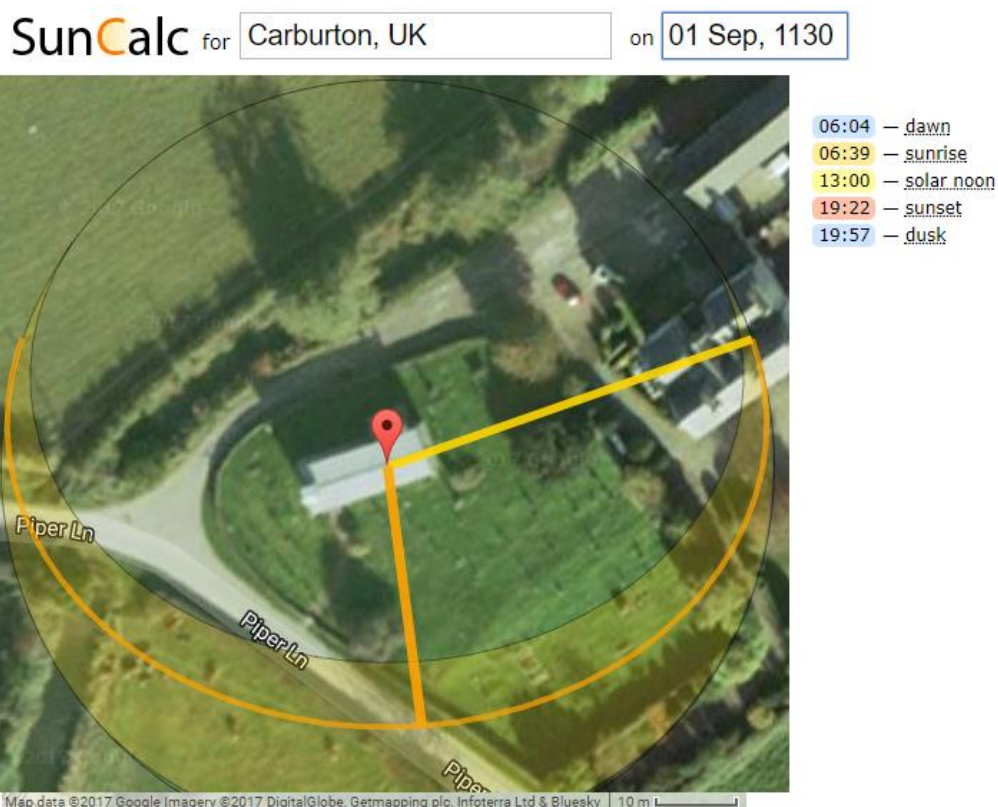 SunCalc for Carburton, UK on 01 Sep, 1130
06:04 — dawn
06:39 — sunrise
13:00 — solar noon
19:22 — sunset
19:57 — dusk
Piper Ln
Piper Ln
Piper
Map data ©2017 Google Imagery ©2017 DigitalGlobe, Getmapping plc, Infoterra Ltd & Bluesky 10 m